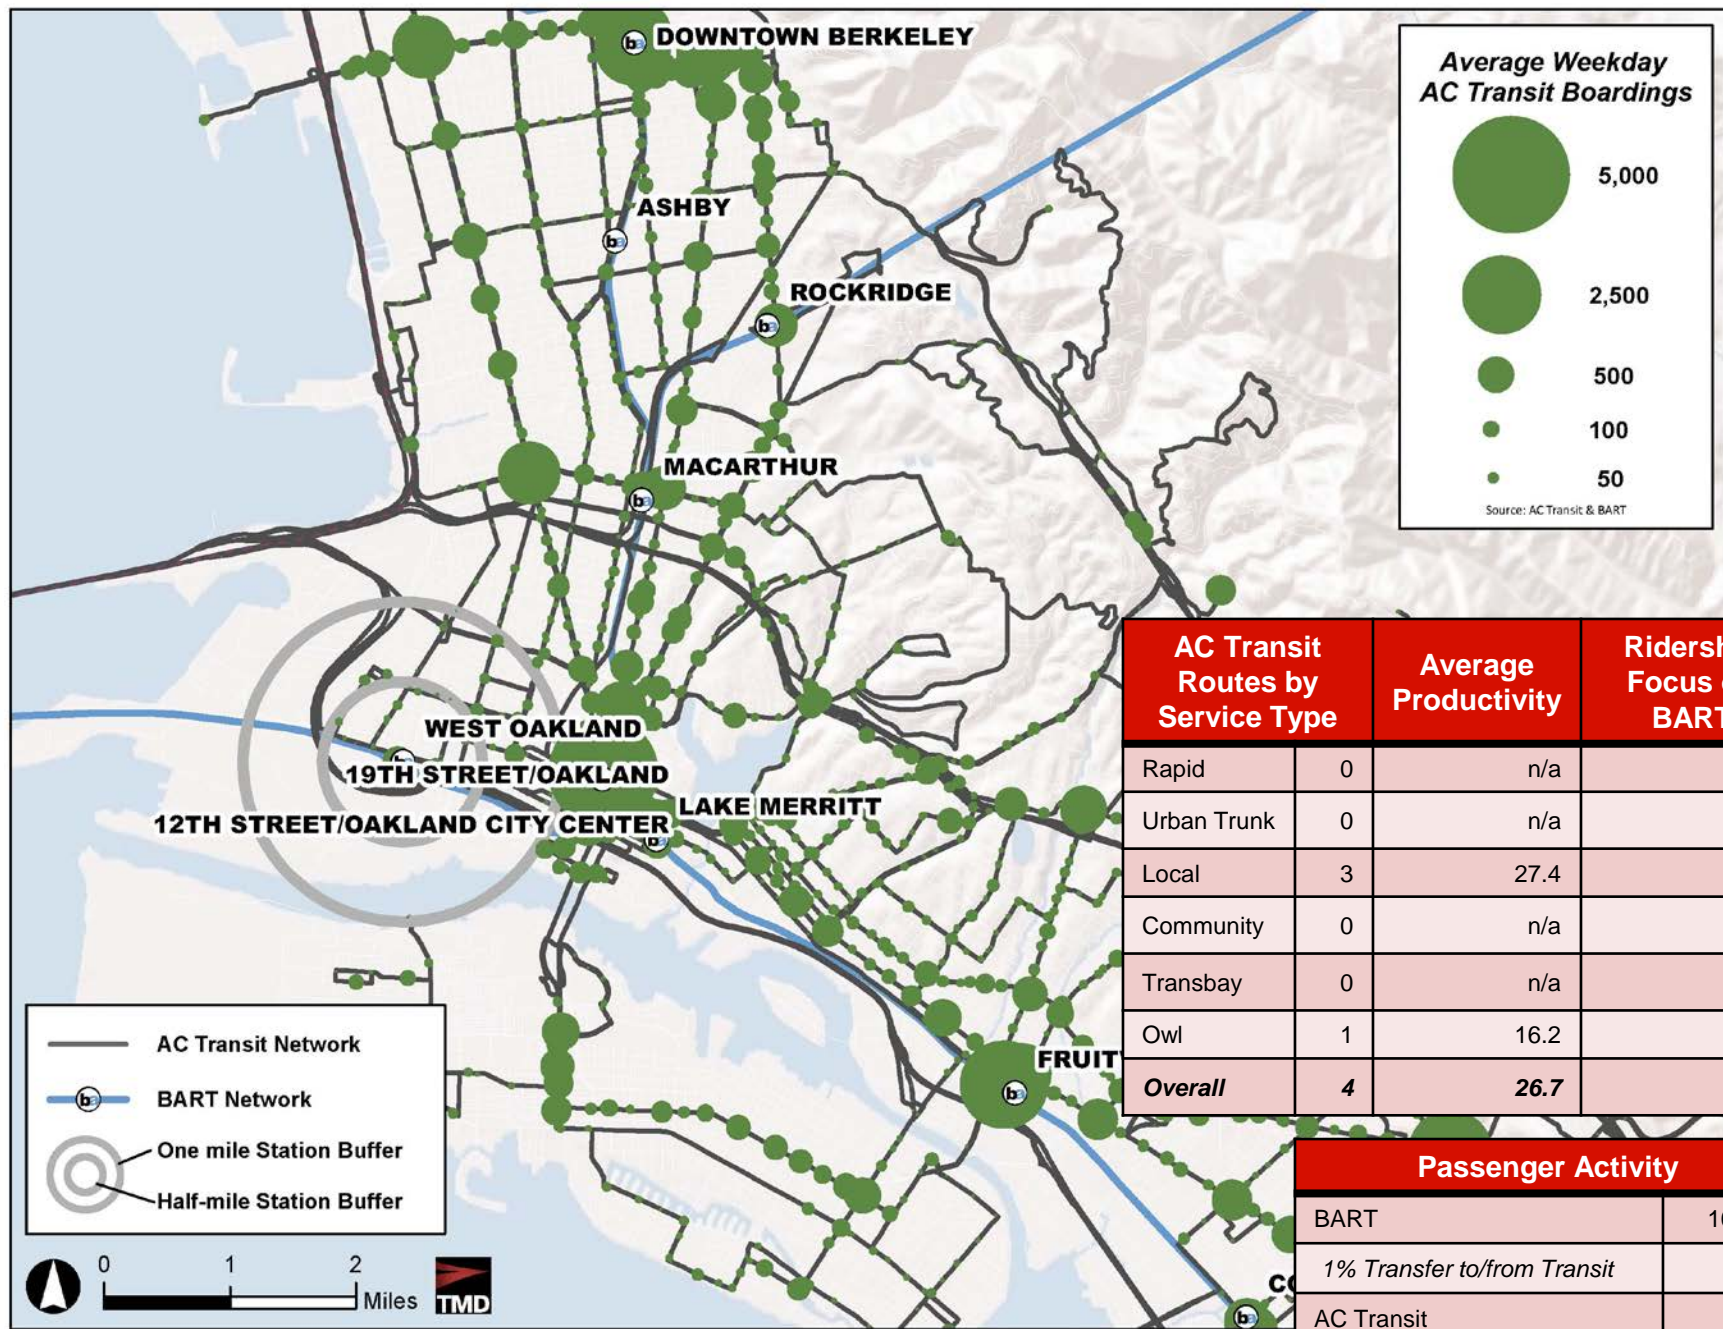 DOWNTOWN BERKELEY
ASHBY
ROCKRIDGE
MACARTHUR
WEST OAKLAND
19TH STREET/OAKLAND
LAKE MERRITT
12TH STREET/OAKLAND CITY CENTER
FRUIT
Average Weekday
AC Transit Boardings
5,000
2,500
500
100
50
Source: AC Transit & BART
AC Transit
Routes by
Service Type
Average
Productivity
BART
Rapid 0 n/a
Urban Trunk 0 n/a
Local 3 27.4
Community 0 n/a
Transbay 0 n/a
Owl 1 16.2
Overall 4 26.7
Passenger Activity
BART
1% Transfer to/from Transit
AC Transit
AC Transit Network
ba BART Network
One mile Station Buffer
Half-mile Station Buffer
0 1 2
Miles
TMD